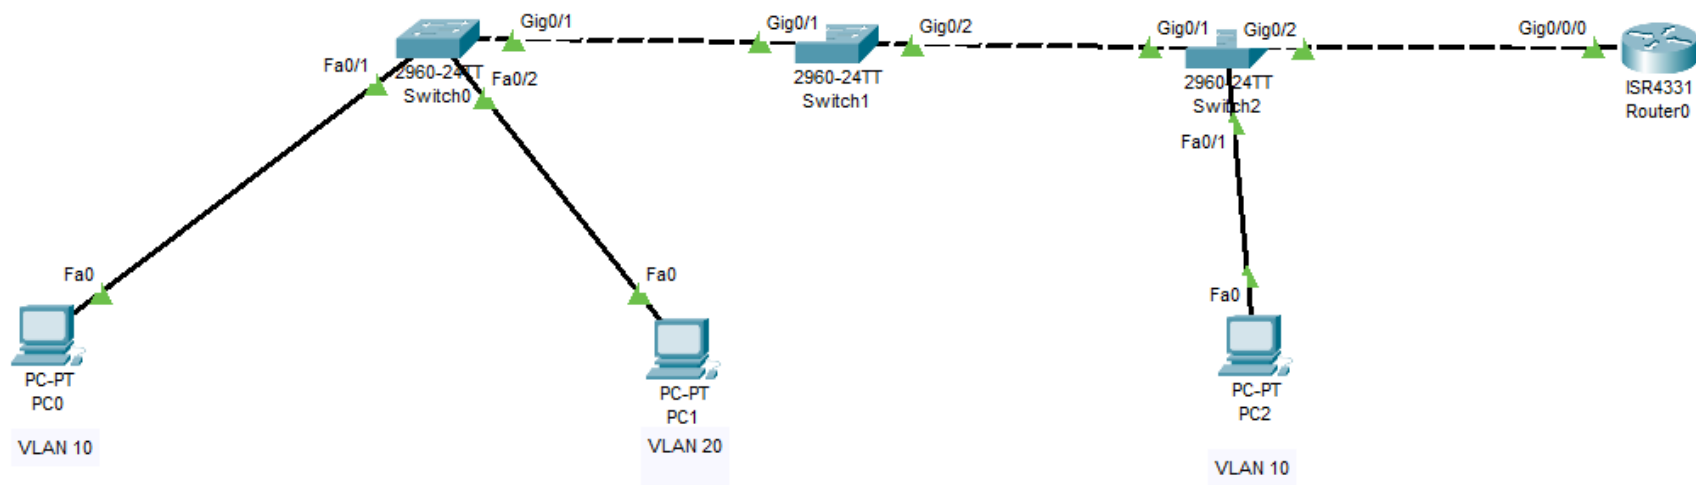 Gig0/1
Gig0/1
Gig0/2
Gig0/1
Gig0/2
Gig0/0/0
Fa0/1
2960-24TT
Switch0
Fa0/2
2960-24TT
Switch1
2960-24TT
Switch2
ISR4331
Router0
Fa0/1
Fa0
Fa0
Fa0
PC-PT
PC0
VLAN 10
PC-PT
PC1
VLAN 20
PC-PT
PC2
VLAN 10